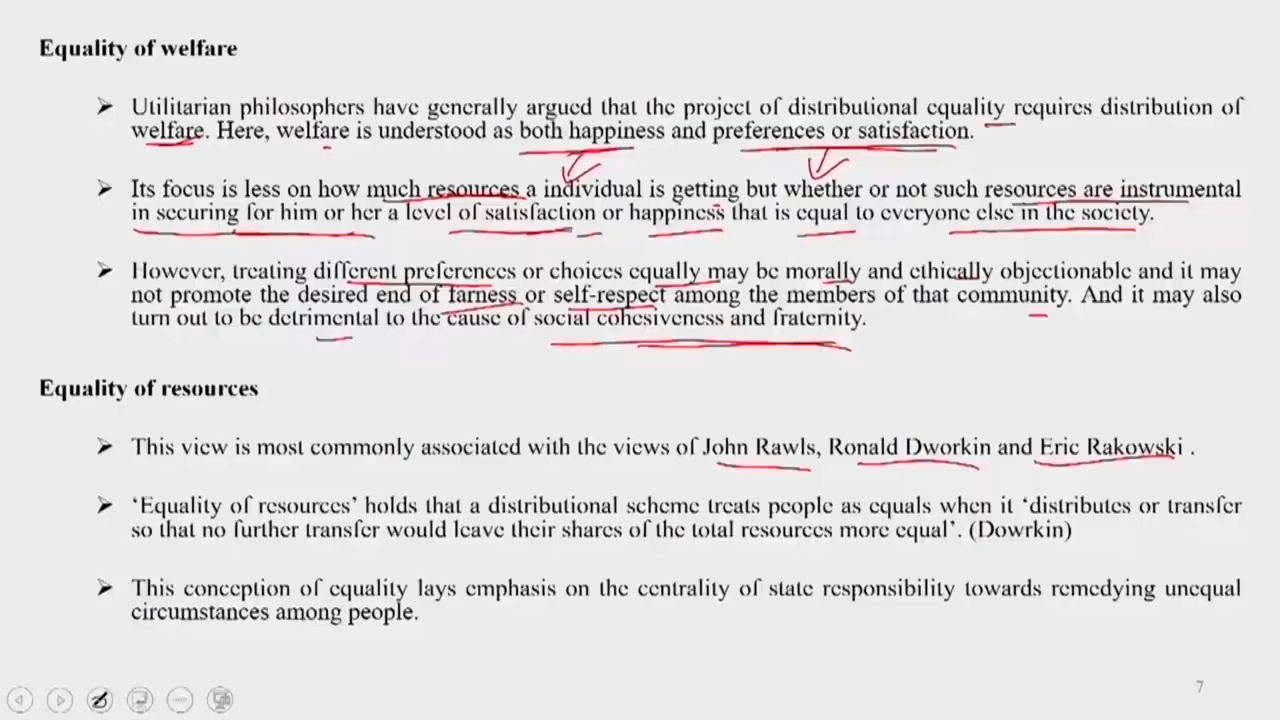 Equality of welfare
➤ Utilitarian philosophers have generally argued that the project of distributional equality requires distribution of
welfare. Here, welfare is understood as both happiness and preferences or satisfaction.
➤ Its focus is less on how much resources a individual is getting but whether or not such resources are instrumental
in securing for him or her a level of satisfaction or happiness that is equal to everyone else in the society.
➤ However, treating different preferences or choices equally may be morally and ethically objectionable and it may
not promote the desired end of farness or self-respect among the members of that community. And it may also
turn out to be detrimental to the cause of social cohesiveness and fraternity.
Equality of resources
➤ This view is most commonly associated with the views of John Rawls, Ronald Dworkin and Eric Rakowski .
➤ ‘Equality of resources’ holds that a distributional scheme treats people as equals when it ‘distributes or transfer
so that no further transfer would leave their shares of the total resources more equal’. (Dowrkin)
➤ This conception of equality lays emphasis on the centrality of state responsibility towards remedying unequal
circumstances among people.
7